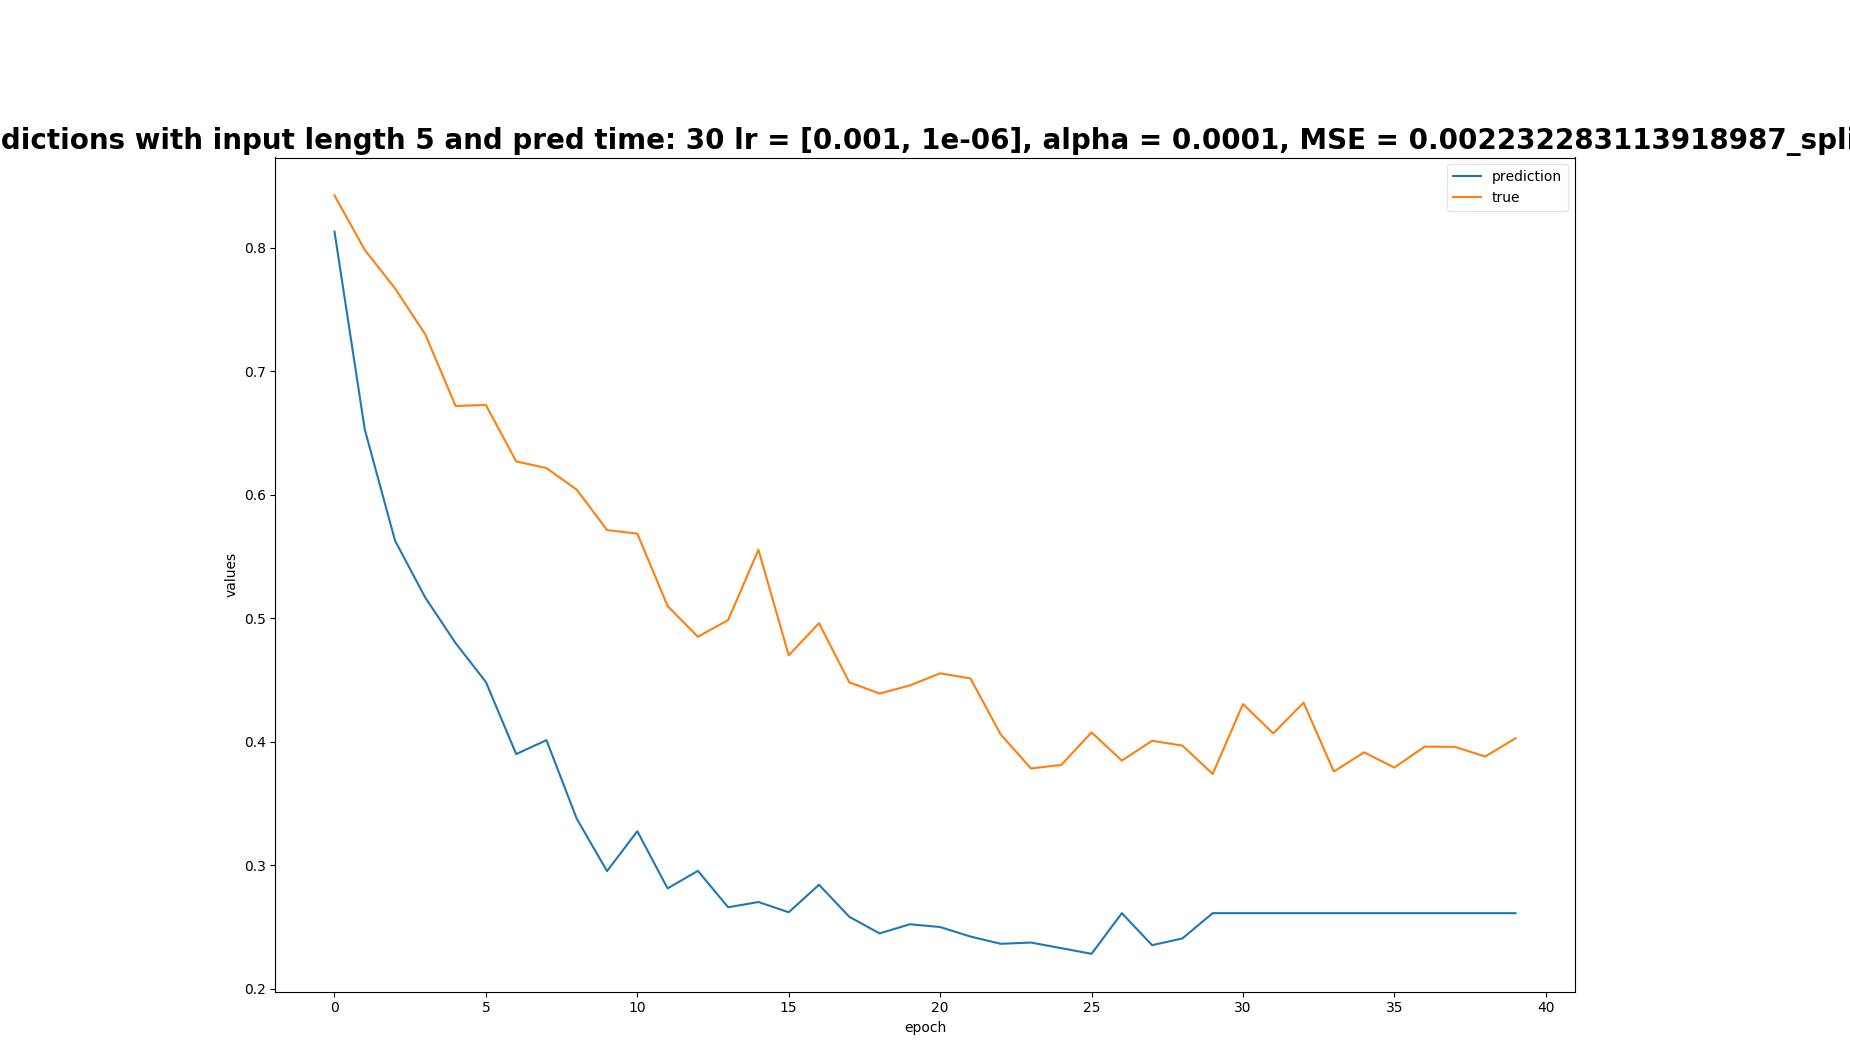 dictions with input length 5 and pred time: 30 lr = [0.001, 1e-06], alpha = 0.0001, MSE = 0.002232283113918987_spli
prediction
true
0.8
0.7
0.6
0.5
0.4
0.3
0.2
values
0 5 10 15 20 25 30 35 40
epoch